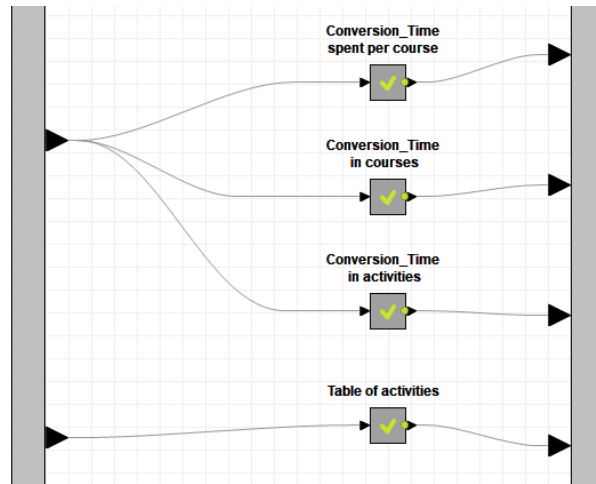 Conversion_Time
spent per course
Conversion_Time
in courses
Conversion_Time
in activities
Table of activities